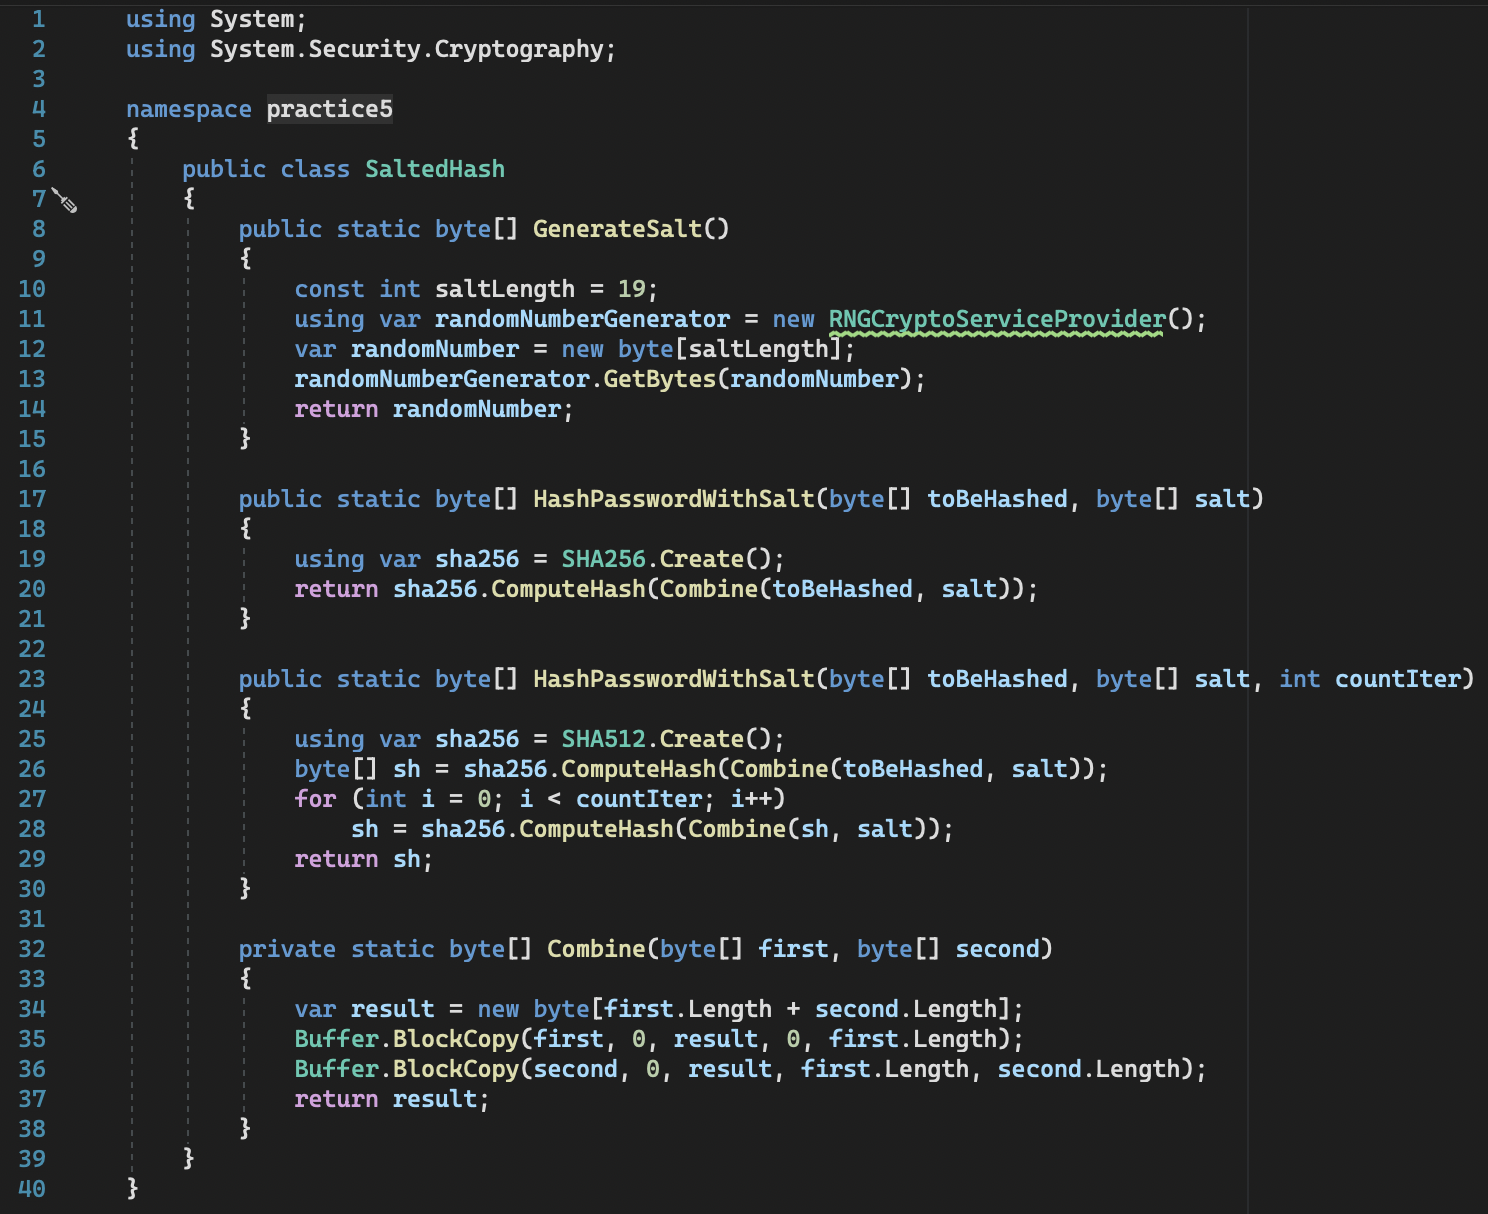 1 using System;
2 using System.Security.Cryptography;
3
4 namespace practice5
5 {
6 public class SaltedHash
7 {
8 public static byte[] GenerateSalt()
9 {
10 const int saltLength = 19;
11 using var randomNumberGenerator = new RNGCryptoServiceProvider();
12 var randomNumber = new byte[saltLength];
13 randomNumberGenerator.GetBytes(randomNumber);
14 return randomNumber;
15 }
16
17 public static byte[] HashPasswordWithSalt(byte[] toBeHashed, byte[] salt)
18 {
19 using var sha256 = SHA256.Create();
20 return sha256.ComputeHash(Combine(toBeHashed, salt));
21 }
22
23 public static byte[] HashPasswordWithSalt(byte[] toBeHashed, byte[] salt, int countIter)
24 {
25 using var sha256 = SHA512.Create();
26 byte[] sh = sha256.ComputeHash(Combine(toBeHashed, salt));
27 for (int i = 0; i < countIter; i++)
28 sh = sha256.ComputeHash(Combine(sh, salt));
29 return sh;
30 }
31
32 private static byte[] Combine(byte[] first, byte[] second)
33 {
34 var result = new byte[first.Length + second.Length];
35 Buffer.BlockCopy(first, 0, result, 0, first.Length);
36 Buffer.BlockCopy(second, 0, result, first.Length, second.Length);
37 return result;
38 }
39 }
40 }